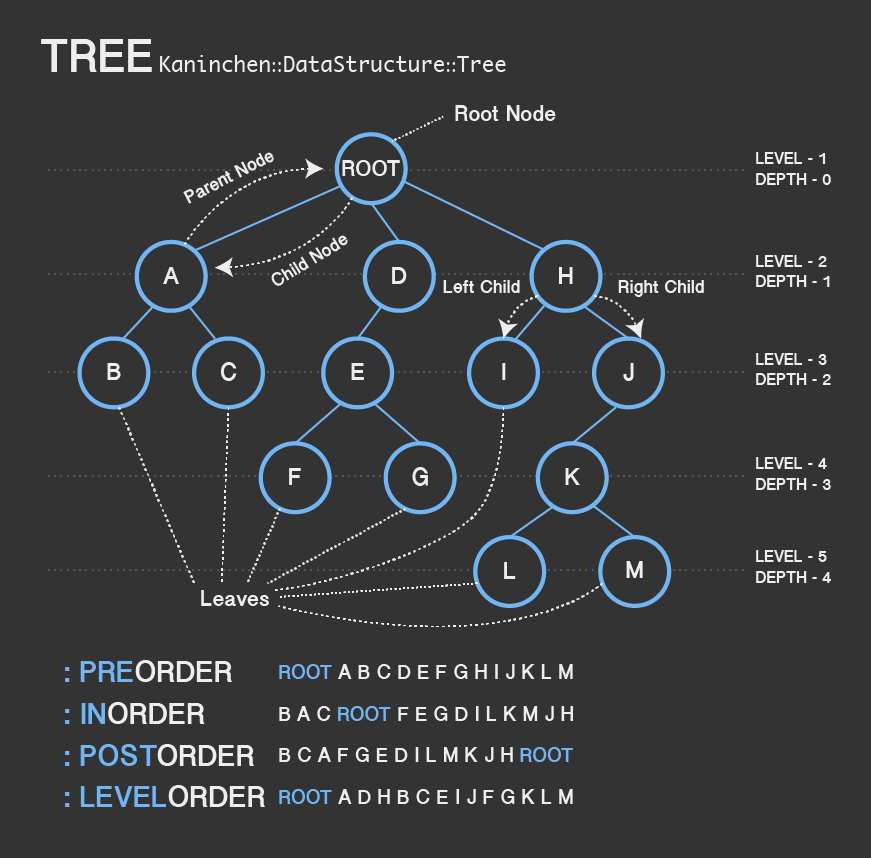 TREE Kaninchen::DataStructure::Tree
Root Node
ROOT
LEVEL - 1
DEPTH - 0
Parent Node
Child Node
A
D
H
LEVEL - 2
DEPTH - 1
Left Child
Right Child
B
C
E
I
J
LEVEL - 3
DEPTH - 2
F
G
K
LEVEL - 4
DEPTH - 3
L
M
LEVEL - 5
DEPTH - 4
Leaves
: PREORDER ROOT A B C D E F G H I J K L M
: INORDER B A C ROOT F E G D I L K M J H
: POSTORDER B C A F G E D I L M K J H ROOT
: LEVELORDER ROOT A D H B C E I J F G K L M